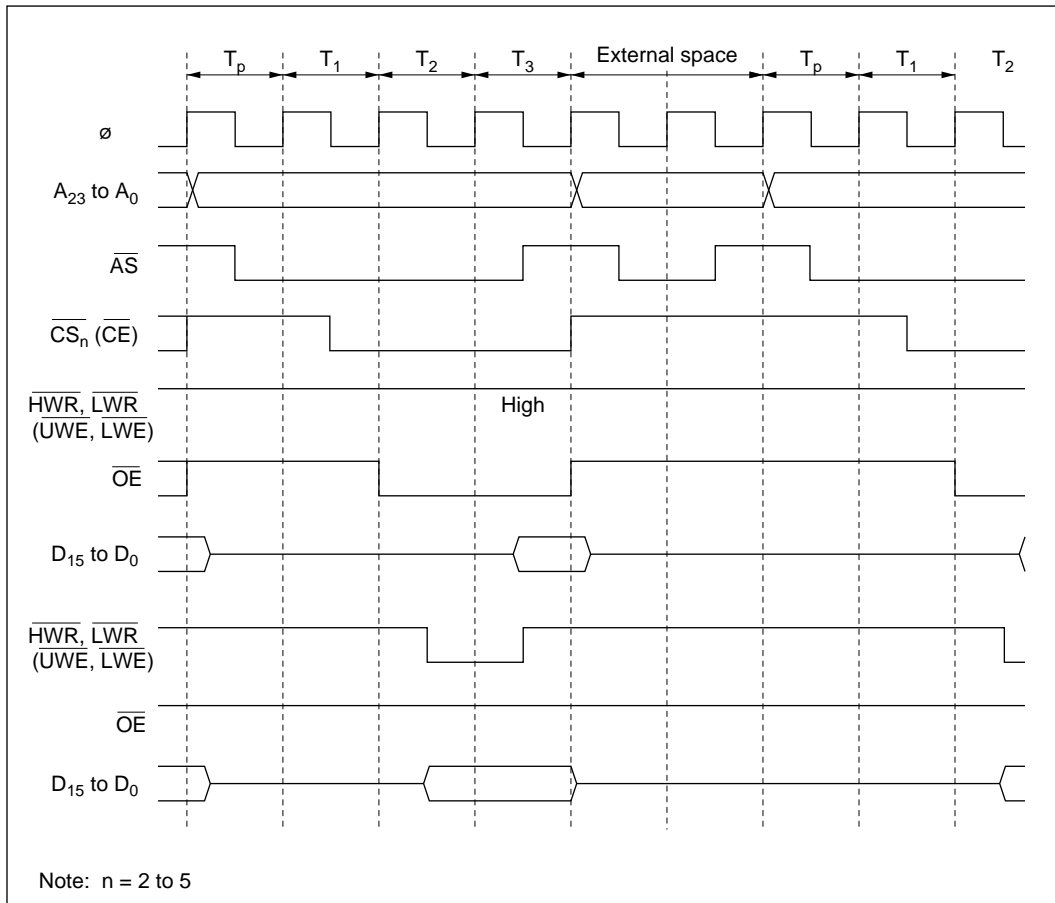 Tp T1 T2 T3 External space Tp T1 T2
ø
A23 to A0
AS
CSn (CE)
HWR, LWR
(UWE, LWE)
High
OE
D15 to D0
HWR, LWR
(UWE, LWE)
OE
D15 to D0
Note: n = 2 to 5